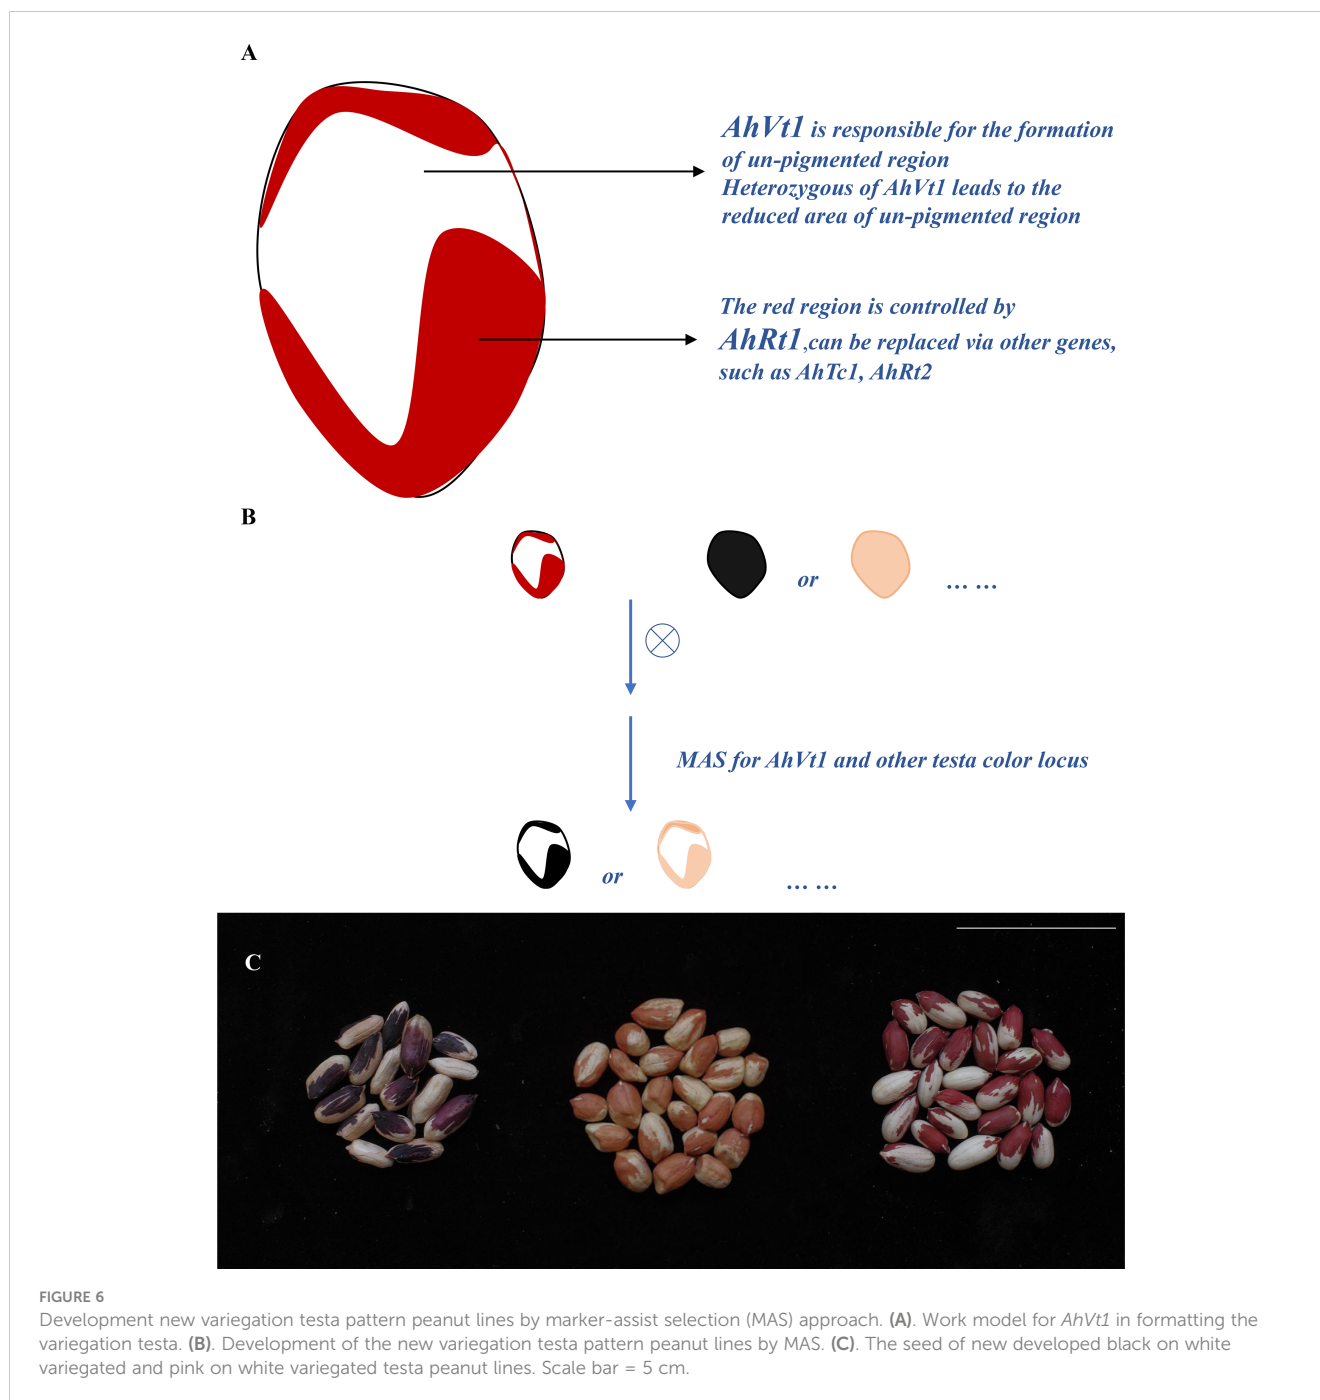 A
AhVt1 is responsible for the formation
of un-pigmented region
Heterozygous of AhVt1 leads to the
reduced area of un-pigmented region
The red region is controlled by
AhRt1,can be replaced via other genes,
such as AhTc1, AhRt2
B
or
... ...
MAS for AhVt1 and other testa color locus
or
... ...
C
FIGURE 6
Development new variegation testa pattern peanut lines by marker-assist selection (MAS) approach. (A). Work model for AhVt1 in formatting the
variegation testa. (B). Development of the new variegation testa pattern peanut lines by MAS. (C). The seed of new developed black on white
variegated and pink on white variegated testa peanut lines. Scale bar = 5 cm.